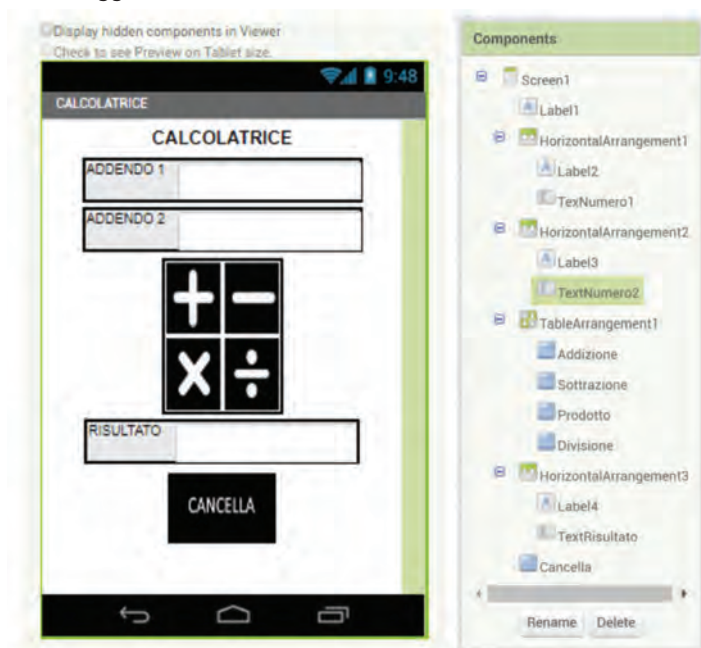 Display hidden components in Viewer
Check to see Preview on Tablet size.
9:48
CALCOLATRICE
CALCOLATRICE
ADDENDO 1
ADDENDO 2
+ −
× ÷
RISULTATO
CANCELLA
Components
Screen1
Label1
HorizontalArrangement1
Label2
TexNumero1
HorizontalArrangement2
Label3
TextNumero2
TableArrangement1
Addizione
Sottrazione
Prodotto
Divisione
HorizontalArrangement3
Label4
TextRisultato
Cancella
Rename Delete